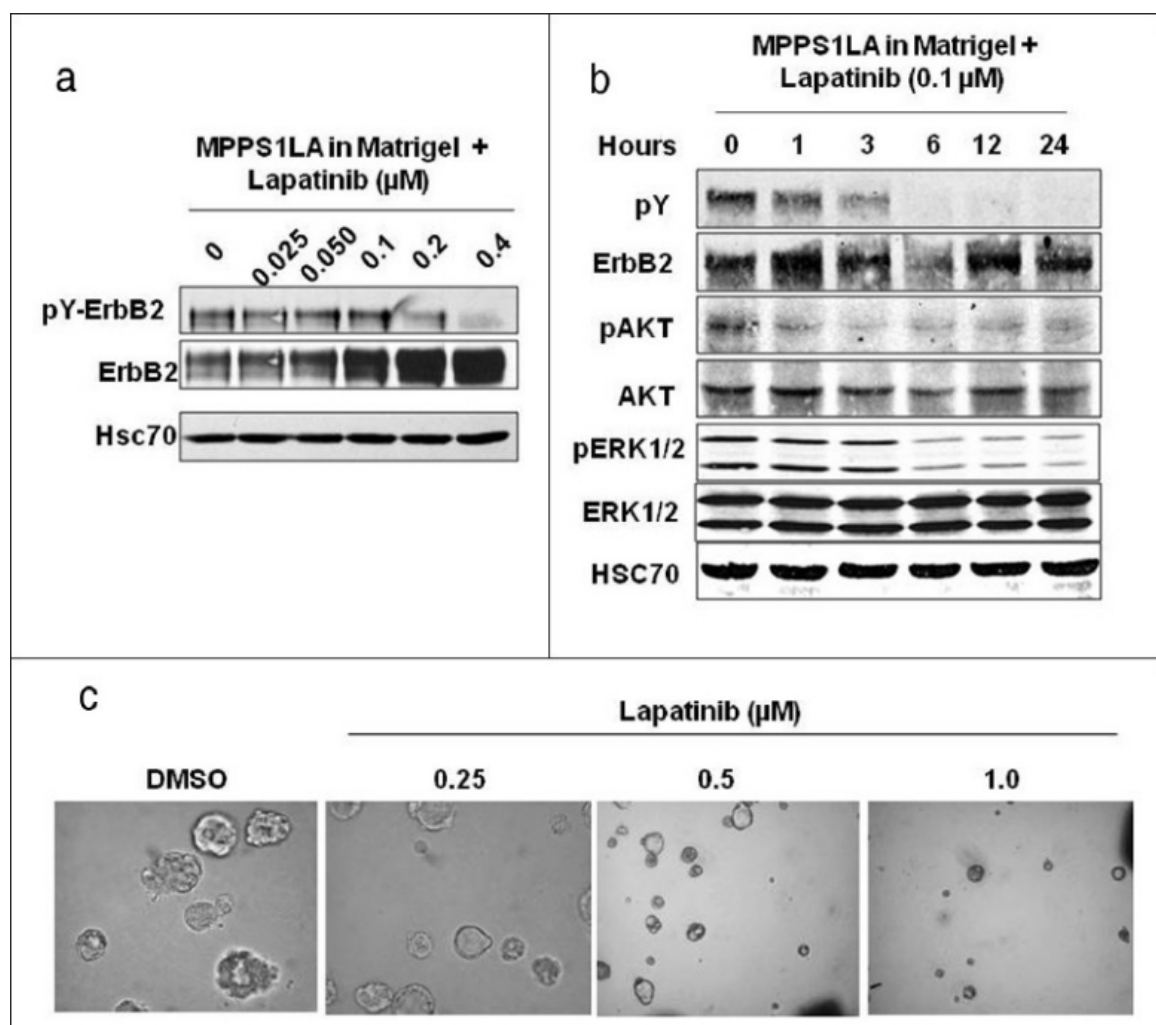 a
MPPS1LA in Matrigel +
Lapatinib (µM)
0 0.025 0.050 0.1 0.2 0.4
pY-ErbB2
ErbB2
Hsc70
b
MPPS1LA in Matrigel +
Lapatinib (0.1 µM)
Hours 0 1 3 6 12 24
pY
ErbB2
pAKT
AKT
pERK1/2
ERK1/2
HSC70
c
Lapatinib (µM)
DMSO 0.25 0.5 1.0